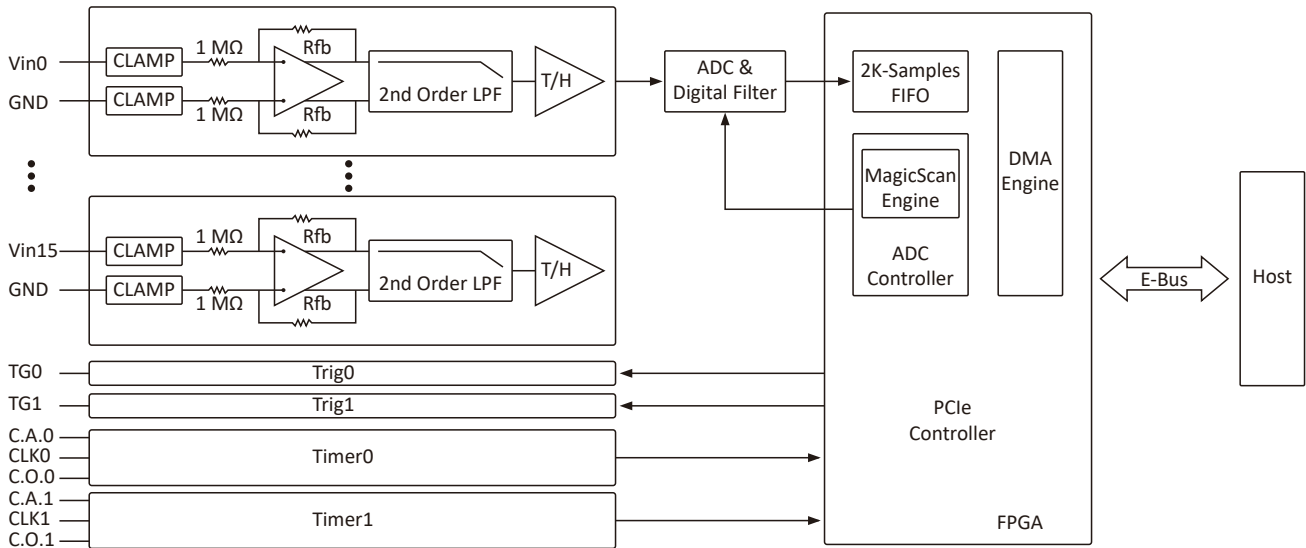 Vin0
GND
CLAMP
CLAMP
1 MΩ
1 MΩ
Rfb
Rfb
2nd Order LPF
T/H
ADC &
Digital Filter
2K-Samples
FIFO
MagicScan
Engine
ADC
Controller
DMA
Engine
Vin15
GND
CLAMP
CLAMP
1 MΩ
1 MΩ
Rfb
Rfb
2nd Order LPF
T/H
E-Bus
Host
TG0
Trig0
TG1
Trig1
PCIe
Controller
C.A.0
CLK0
C.O.0
Timer0
C.A.1
CLK1
C.O.1
Timer1
FPGA